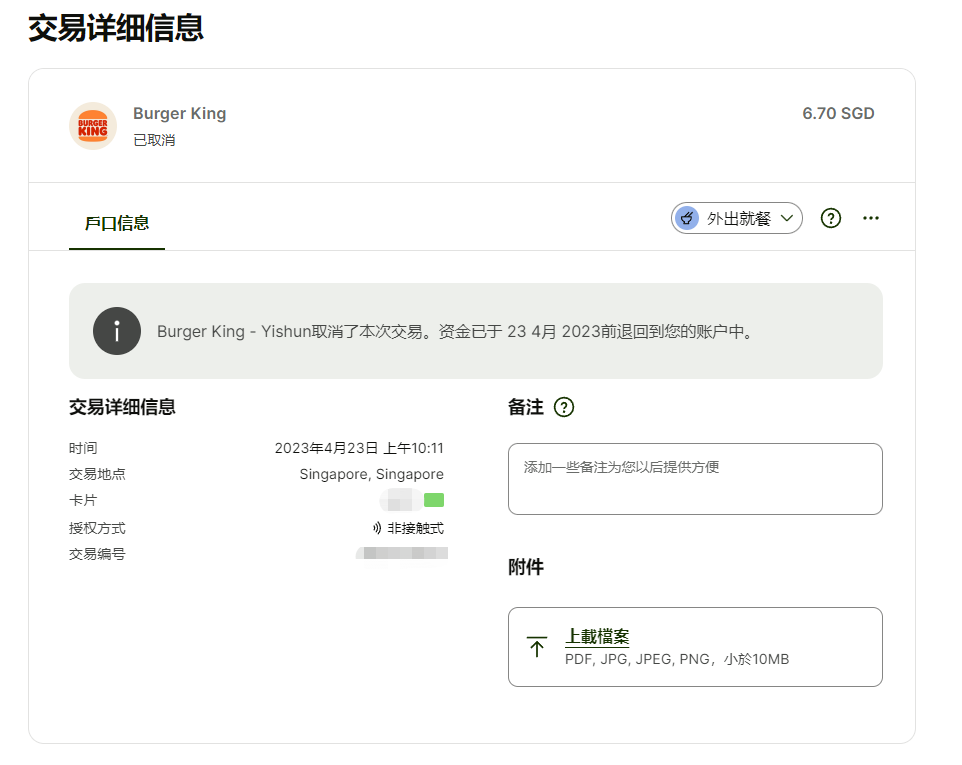 交易详细信息
BURGER
KING
Burger King
6.70 SGD
已取消
戶口信息
外出就餐
Burger King - Yishun取消了本次交易。资金已于 23 4月 2023前退回到您的账户中。
交易详细信息
时间
2023年4月23日 上午10:11
交易地点
Singapore, Singapore
卡片
授权方式
非接触式
交易编号
备注
添加一些备注为您以后提供方便
附件
上載檔案
PDF, JPG, JPEG, PNG，小於10MB